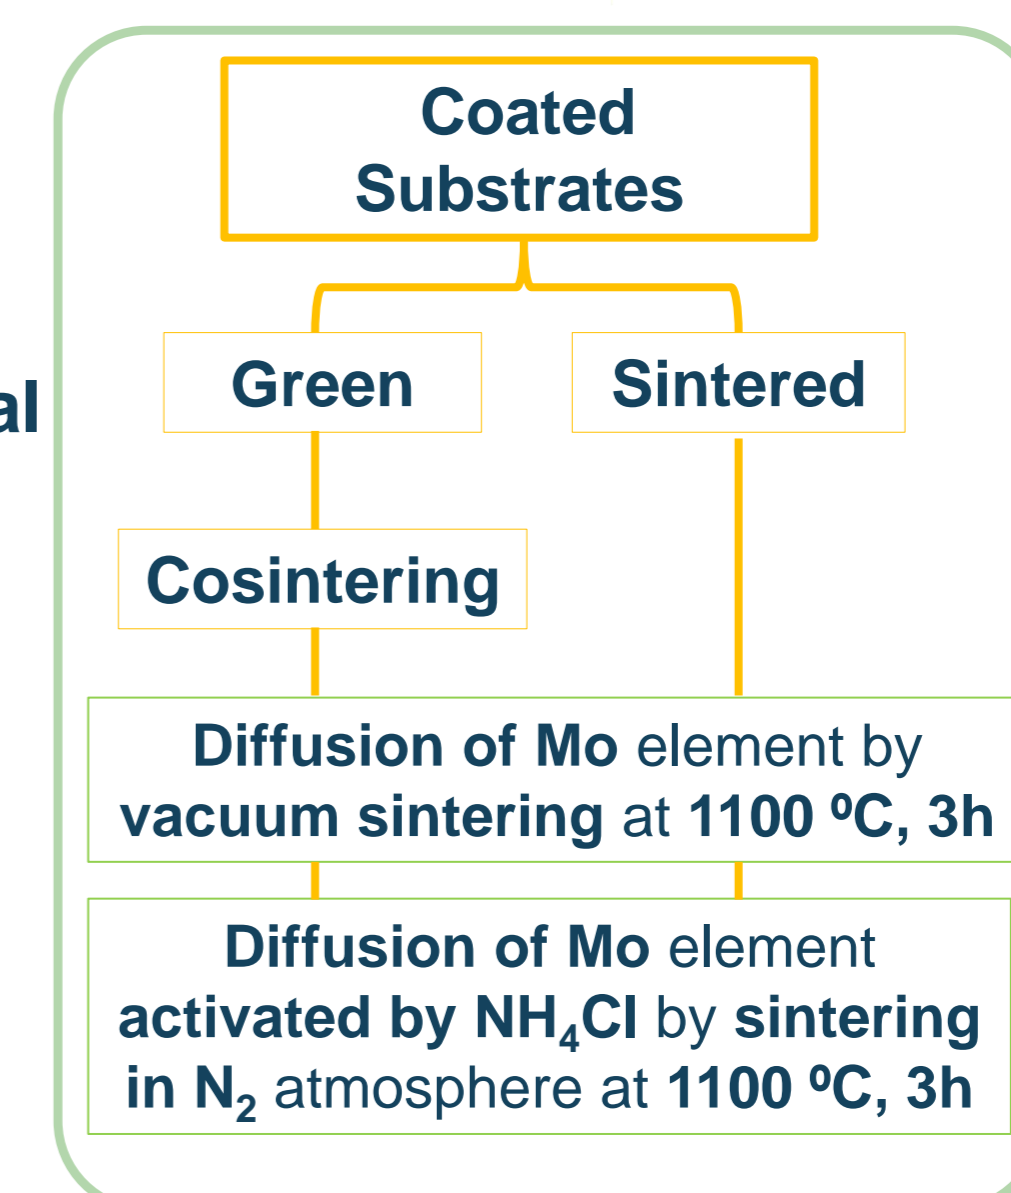 Coated
Substrates
al
Green
Sintered
Cosintering
Diffusion of Mo element by
vacuum sintering at 1100 ºC, 3h
Diffusion of Mo element
activated by NH₄Cl by sintering
in N₂ atmosphere at 1100 ºC, 3h